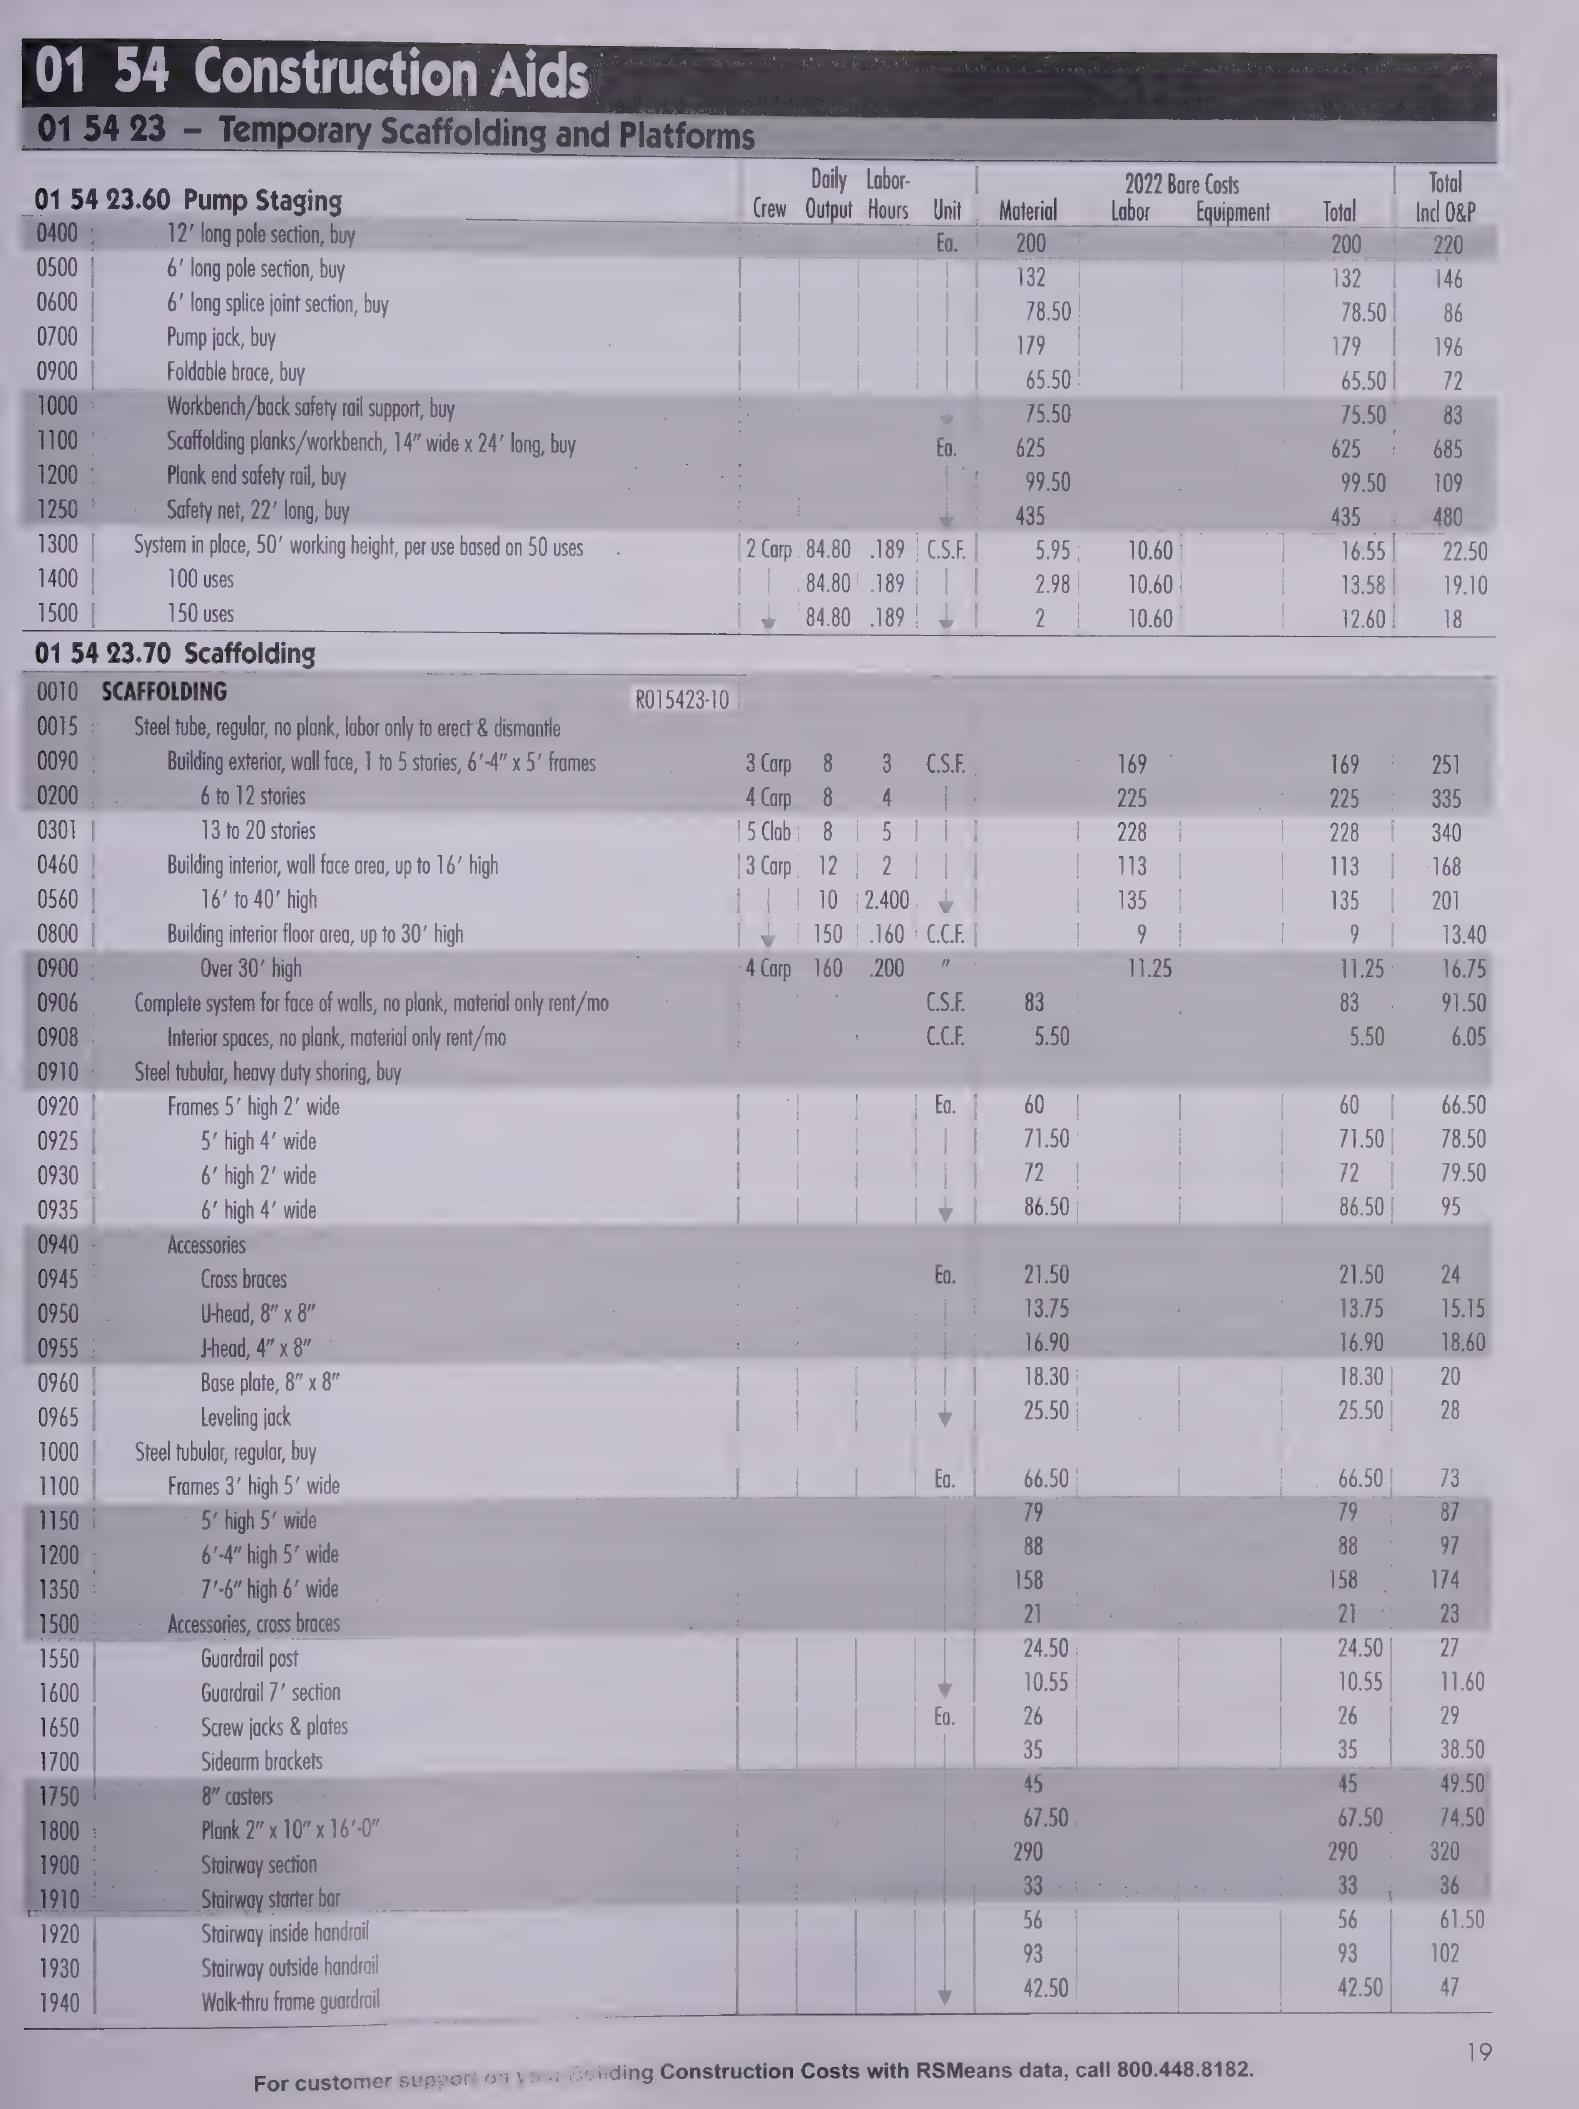 01 54 Construction Aids
01 54 23 – Temporary Scaffolding and Platforms
Daily Labor- 2022 Bare Costs Total
01 54 23.60 Pump Staging Crew Output Hours Unit Material Labor Equipment Total Incl O&P
0400 12' long pole section, buy Ea. 200 200 220
0500 6' long pole section, buy 132 132 146
0600 6' long splice joint section, buy 78.50 78.50 86
0700 Pump jack, buy 179 179 196
0900 Foldable brace, buy 65.50 65.50 72
1000 Workbench/back safety rail support, buy 75.50 75.50 83
1100 Scaffolding planks/workbench, 14" wide x 24' long, buy Ea. 625 625 685
1200 Plank end safety rail, buy 99.50 99.50 109
1250 Safety net, 22' long, buy 435 435 480
1300 System in place, 50' working height, per use based on 50 uses 2 Carp 84.80 .189 C.S.F. 5.95 10.60 16.55 22.50
1400 100 uses 84.80 .189 2.98 10.60 13.58 19.10
1500 150 uses 84.80 .189 2 10.60 12.60 18
01 54 23.70 Scaffolding
0010 SCAFFOLDING R015423-10
0015 Steel tube, regular, no plank, labor only to erect & dismantle
0090 Building exterior, wall face, 1 to 5 stories, 6'-4" x 5' frames 3 Carp 8 3 C.S.F. 169 169 251
0200 6 to 12 stories 4 Carp 8 4 225 225 335
0301 13 to 20 stories 5 Clab 8 5 228 228 340
0460 Building interior, wall face area, up to 16' high 3 Carp 12 2 113 113 168
0560 16' to 40' high 10 2.400 135 135 201
0800 Building interior floor area, up to 30' high 150 .160 C.C.F. 9 9 13.40
0900 Over 30' high 4 Carp 160 .200 " 11.25 11.25 16.75
0906 Complete system for face of walls, no plank, material only rent/mo C.S.F. 83 83 91.50
0908 Interior spaces, no plank, material only rent/mo C.C.F. 5.50 5.50 6.05
0910 Steel tubular, heavy duty shoring, buy
0920 Frames 5' high 2' wide Ea. 60 60 66.50
0925 5' high 4' wide 71.50 71.50 78.50
0930 6' high 2' wide 72 72 79.50
0935 6' high 4' wide 86.50 86.50 95
0940 Accessories
0945 Cross braces Ea. 21.50 21.50 24
0950 U-head, 8" x 8" 13.75 13.75 15.15
0955 J-head, 4" x 8" 16.90 16.90 18.60
0960 Base plate, 8" x 8" 18.30 18.30 20
0965 Leveling jack 25.50 25.50 28
1000 Steel tubular, regular, buy
1100 Frames 3' high 5' wide Ea. 66.50 66.50 73
1150 5' high 5' wide 79 79 87
1200 6'-4" high 5' wide 88 88 97
1350 7'-6" high 6' wide 158 158 174
1500 Accessories, cross braces 21 21 23
1550 Guardrail post 24.50 24.50 27
1600 Guardrail 7' section 10.55 10.55 11.60
1650 Screw jacks & plates Ea. 26 26 29
1700 Sidearm brackets 35 35 38.50
1750 8" casters 45 45 49.50
1800 Plank 2" x 10" x 16'-0" 67.50 67.50 74.50
1900 Stairway section 290 290 320
1910 Stairway starter bar 33 33 36
1920 Stairway inside handrail 56 56 61.50
1930 Stairway outside handrail 93 93 102
1940 Walk-thru frame guardrail 42.50 42.50 47
19
For customer support on Construction Costs with RSMeans data, call 800.448.8182.